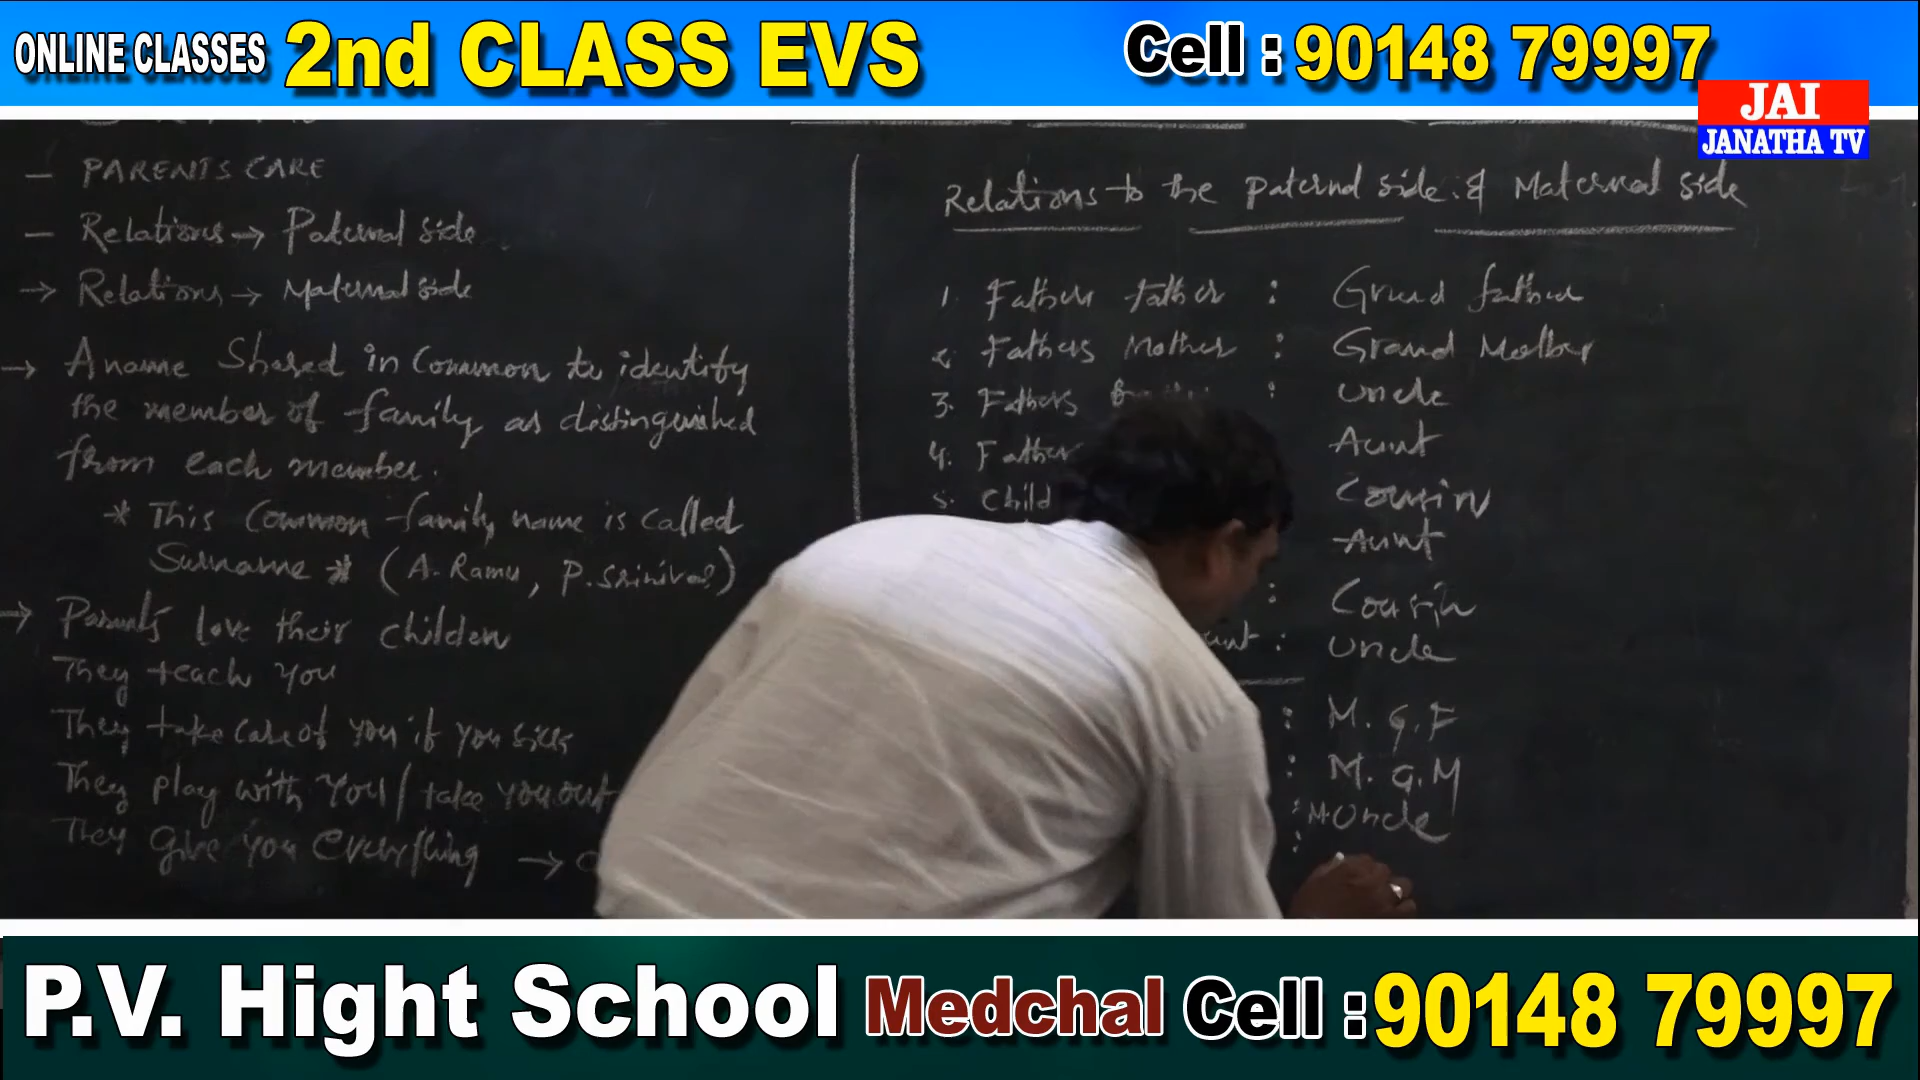 ONLINE CLASSES 2nd CLASS EVS Cell : 90148 79997
JAI
JANATHA TV
– PARENTS CARE
– Relations → Paternal side
→ Relations → Maternal side
→ A name Shared in Common to identify
the member of family as distinguished
from each member.
* This Common family name is called
Surname * (A. Ramu, P. Srinivas)
→ Parents love their childen
They teach you
They take care of you if you sick
They play with You / take you out
They give you everything →
Relations to the Paternal side & Maternal side
1. Fathers father : Grand father
2. Fathers Mother : Grand Mother
3. Fathers : uncle
4. Father Aunt
5. Child Cousin
Aunt
: Cousin
: uncle
: M. G. F
: M. G. M
: M. Uncle
:
P.V. Hight School Medchal Cell : 90148 79997